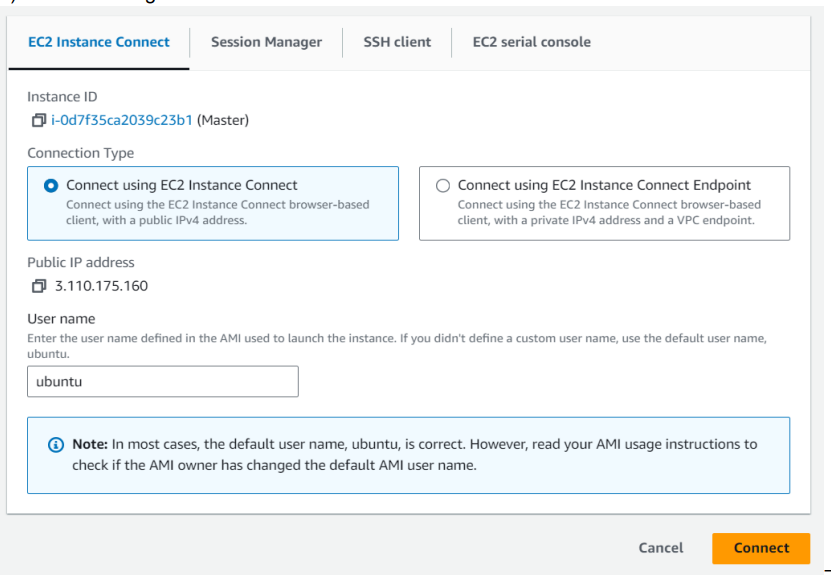 EC2 Instance Connect Session Manager SSH client EC2 serial console
Instance ID
i-0d7f35ca2039c23b1 (Master)
Connection Type
Connect using EC2 Instance Connect
Connect using the EC2 Instance Connect browser-based
client, with a public IPv4 address.
Connect using EC2 Instance Connect Endpoint
Connect using the EC2 Instance Connect browser-based
client, with a private IPv4 address and a VPC endpoint.
Public IP address
3.110.175.160
User name
Enter the user name defined in the AMI used to launch the instance. If you didn't define a custom user name, use the default user name,
ubuntu.
ubuntu
Note: In most cases, the default user name, ubuntu, is correct. However, read your AMI usage instructions to
check if the AMI owner has changed the default AMI user name.
Cancel Connect